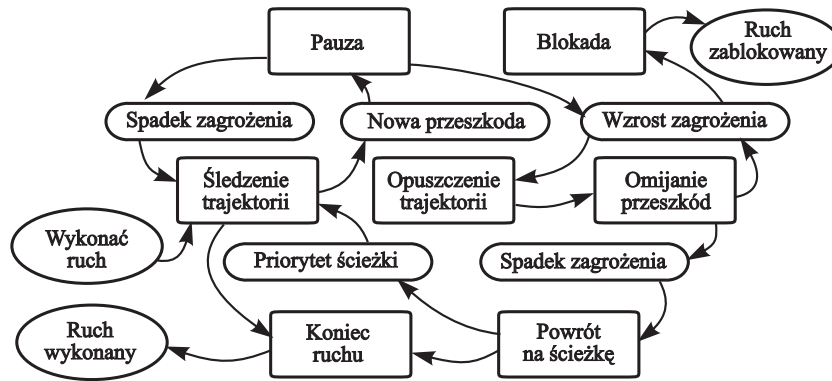 Pauza
Blokada
Ruch
zablokowany
Spadek zagrożenia
Nowa przeszkoda
Wzrost zagrożenia
Śledzenie
trajektorii
Opuszczenie
trajektorii
Omijanie
przeszkód
Wykonać
ruch
Priorytet ścieżki
Spadek zagrożenia
Ruch
wykonany
Koniec
ruchu
Powrót
na ścieżkę